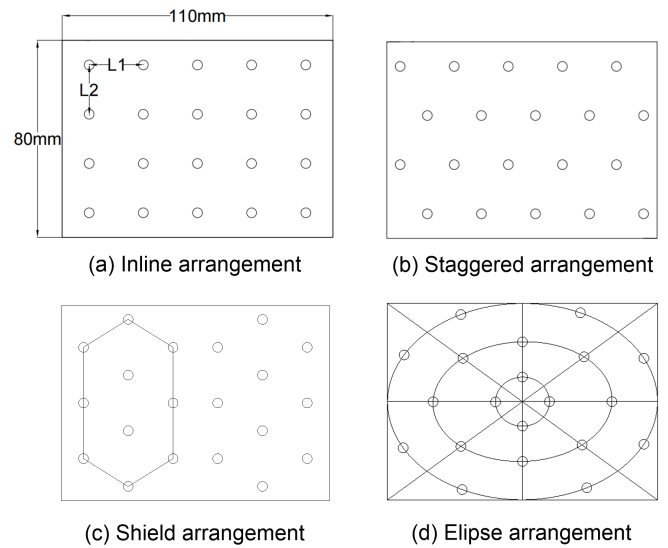 110mm
L1
L2
80mm
(a) Inline arrangement
(b) Staggered arrangement
(c) Shield arrangement
(d) Elipse arrangement